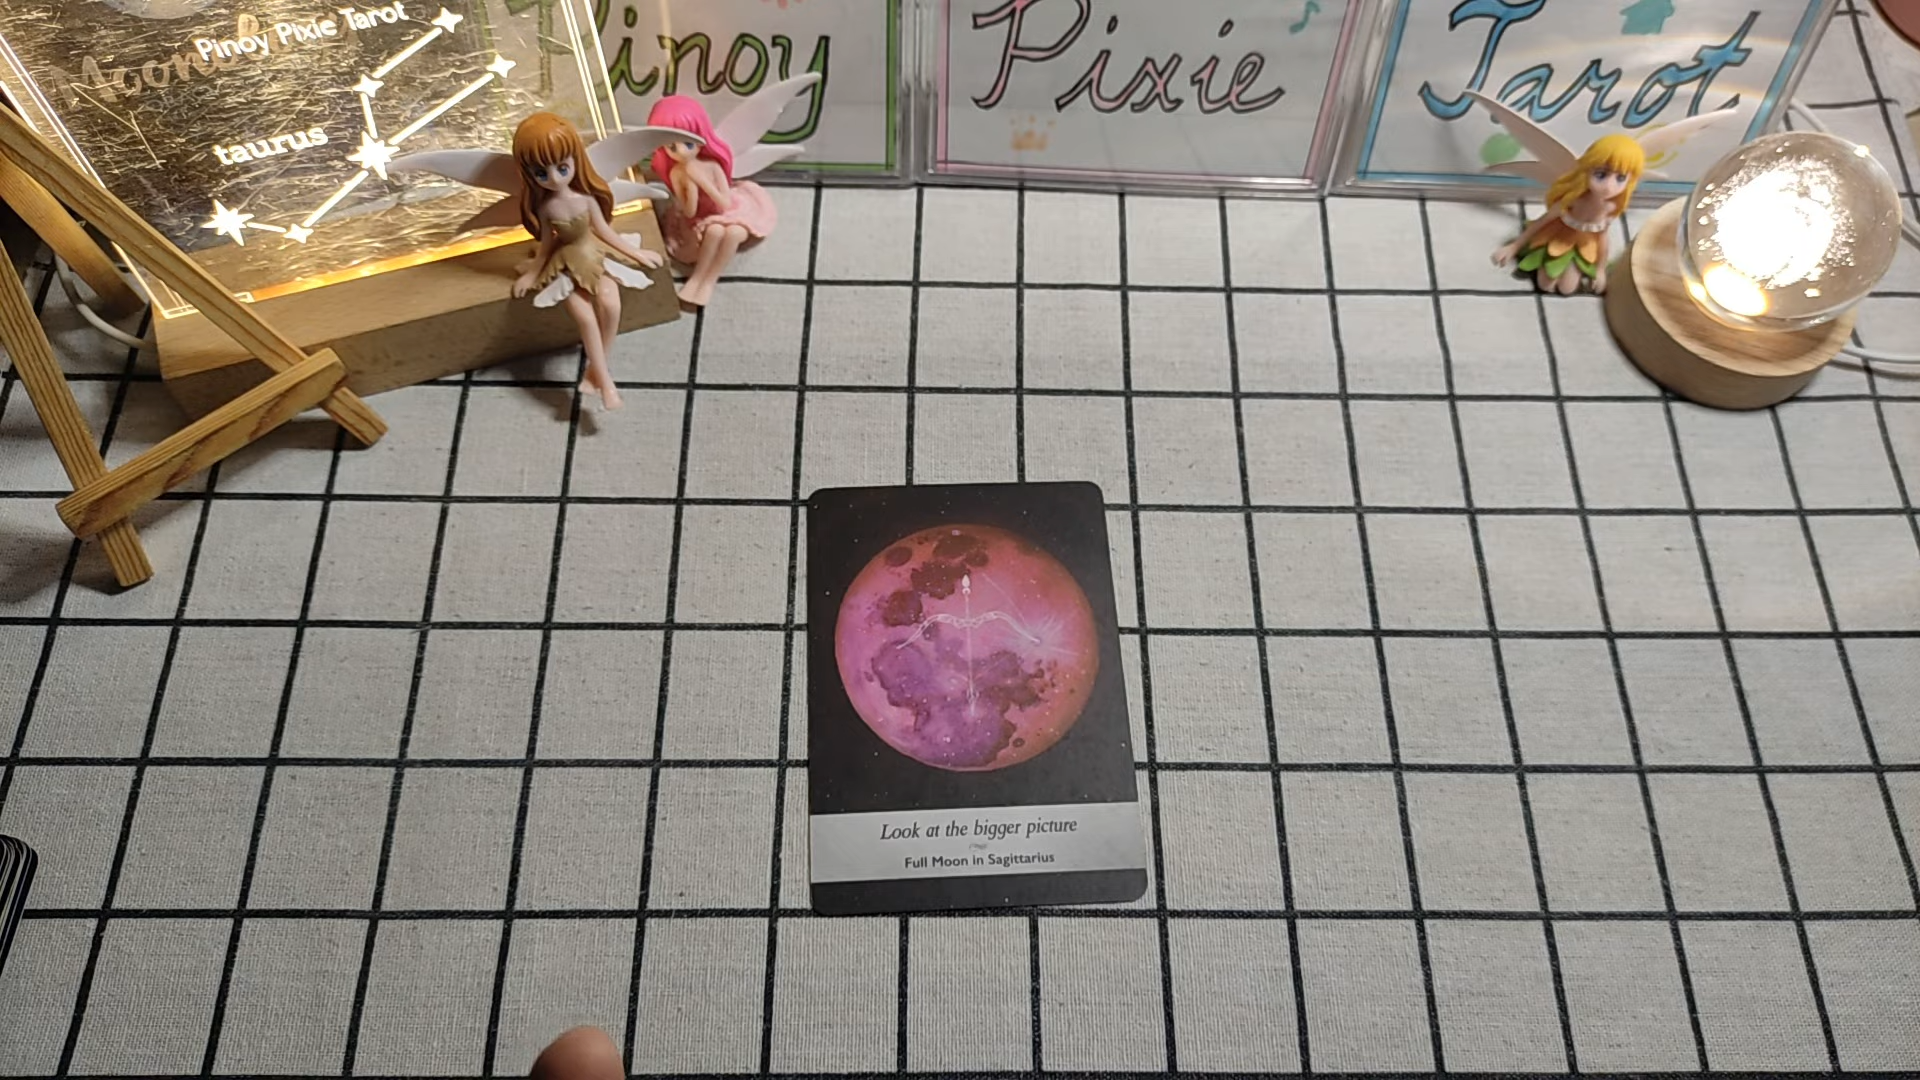 Pinoy Pixie Tarot
taurus
Pinoy
Pixie
Tarot
Look at the bigger picture
Full Moon in Sagittarius